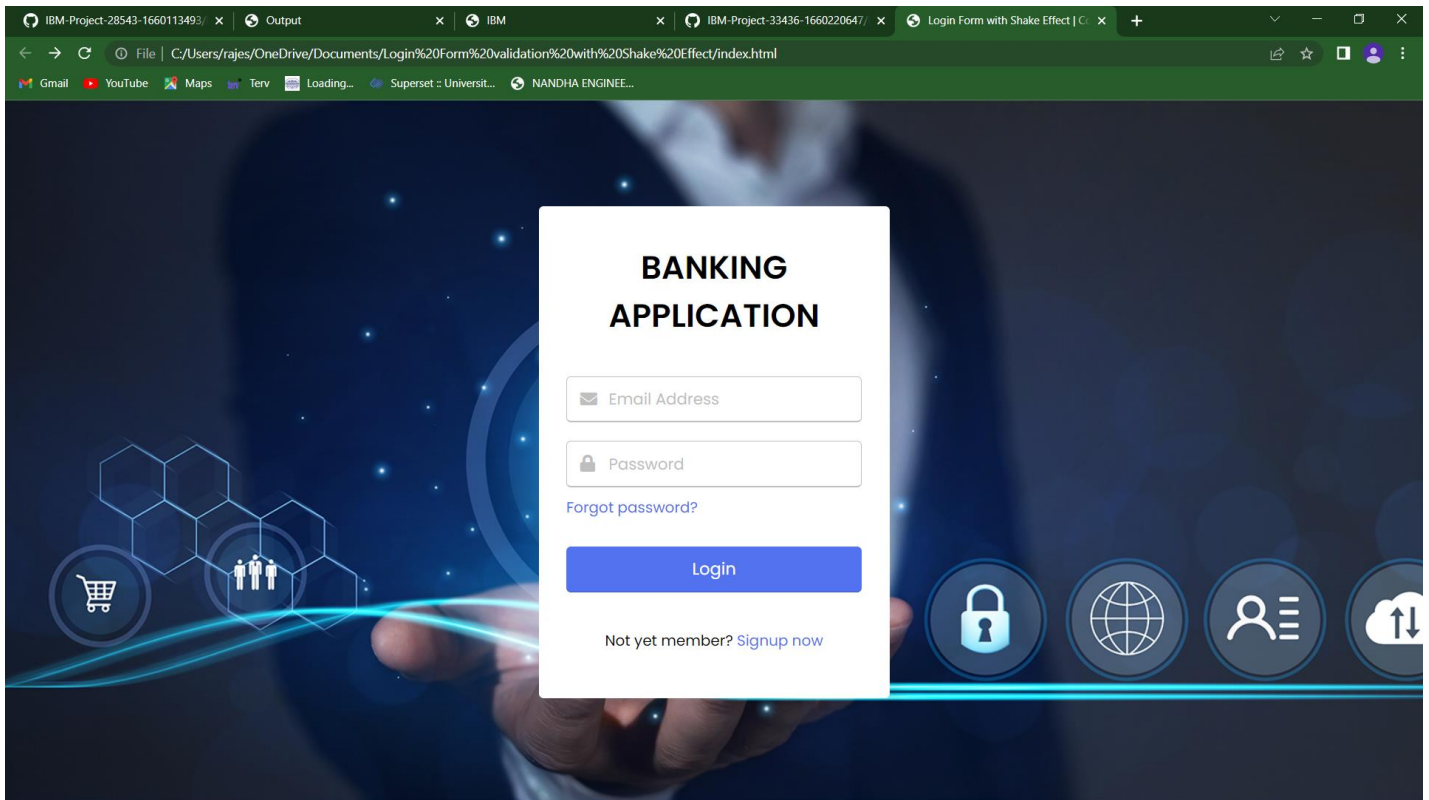 IBM-Project-28543-1660113493/
Output
IBM
IBM-Project-33436-1660220647/
Login Form with Shake Effect | Co
File | C:/Users/rajes/OneDrive/Documents/Login%20Form%20validation%20with%20Shake%20Effect/index.html
Gmail YouTube Maps Terv Loading... Superset :: Universit... NANDHA ENGINEE...
BANKING
APPLICATION
Email Address
Password
Forgot password?
Login
Not yet member? Signup now